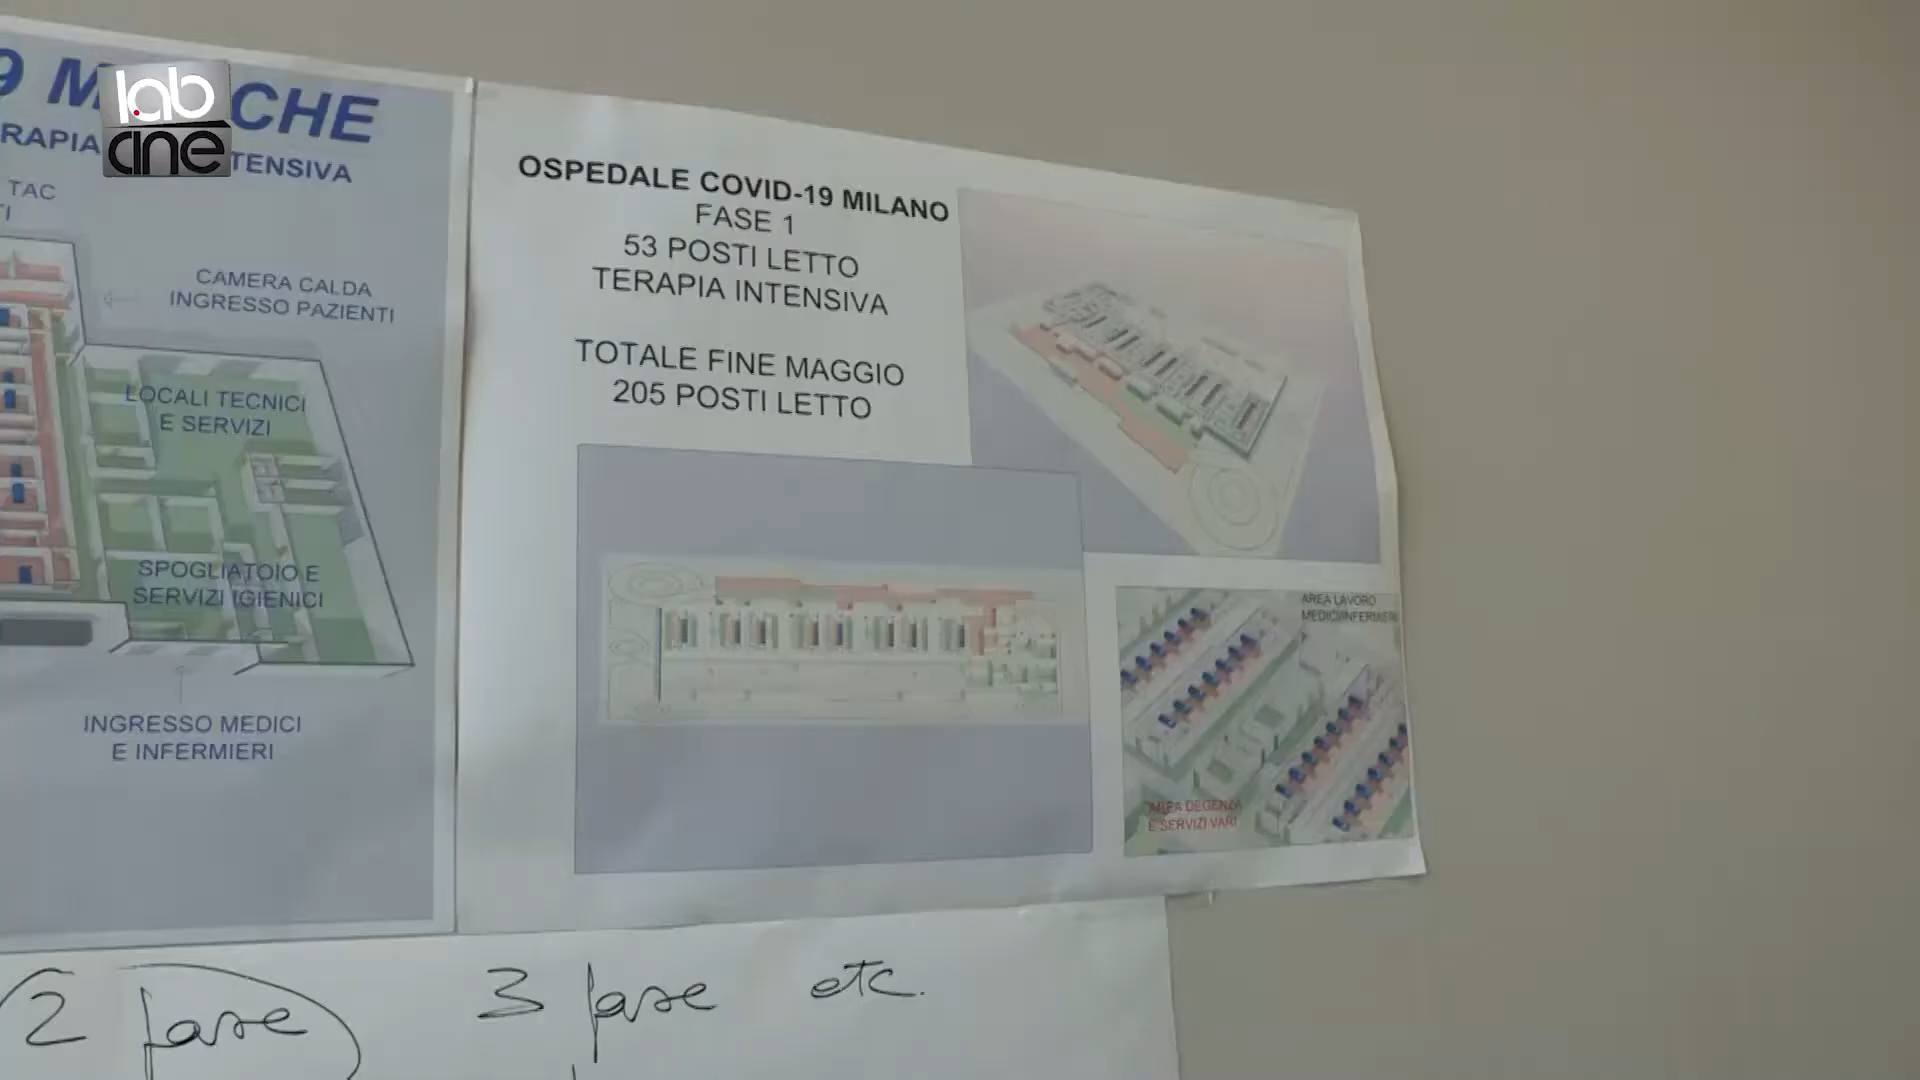 9 M
CHE
RAPIA
TENSIVA
TAC
CAMERA CALDA
INGRESSO PAZIENTI
LOCALI TECNICI
E SERVIZI
SPOGLIATOIO E
SERVIZI IGIENICI
INGRESSO MEDICI
E INFERMIERI
lab
cine
OSPEDALE COVID-19 MILANO
FASE 1
53 POSTI LETTO
TERAPIA INTENSIVA
TOTALE FINE MAGGIO
205 POSTI LETTO
AREA LAVORO
MEDICI/INFERMIERI
AREA DEGENZA
E SERVIZI VARI
2 fase
3 fase etc.